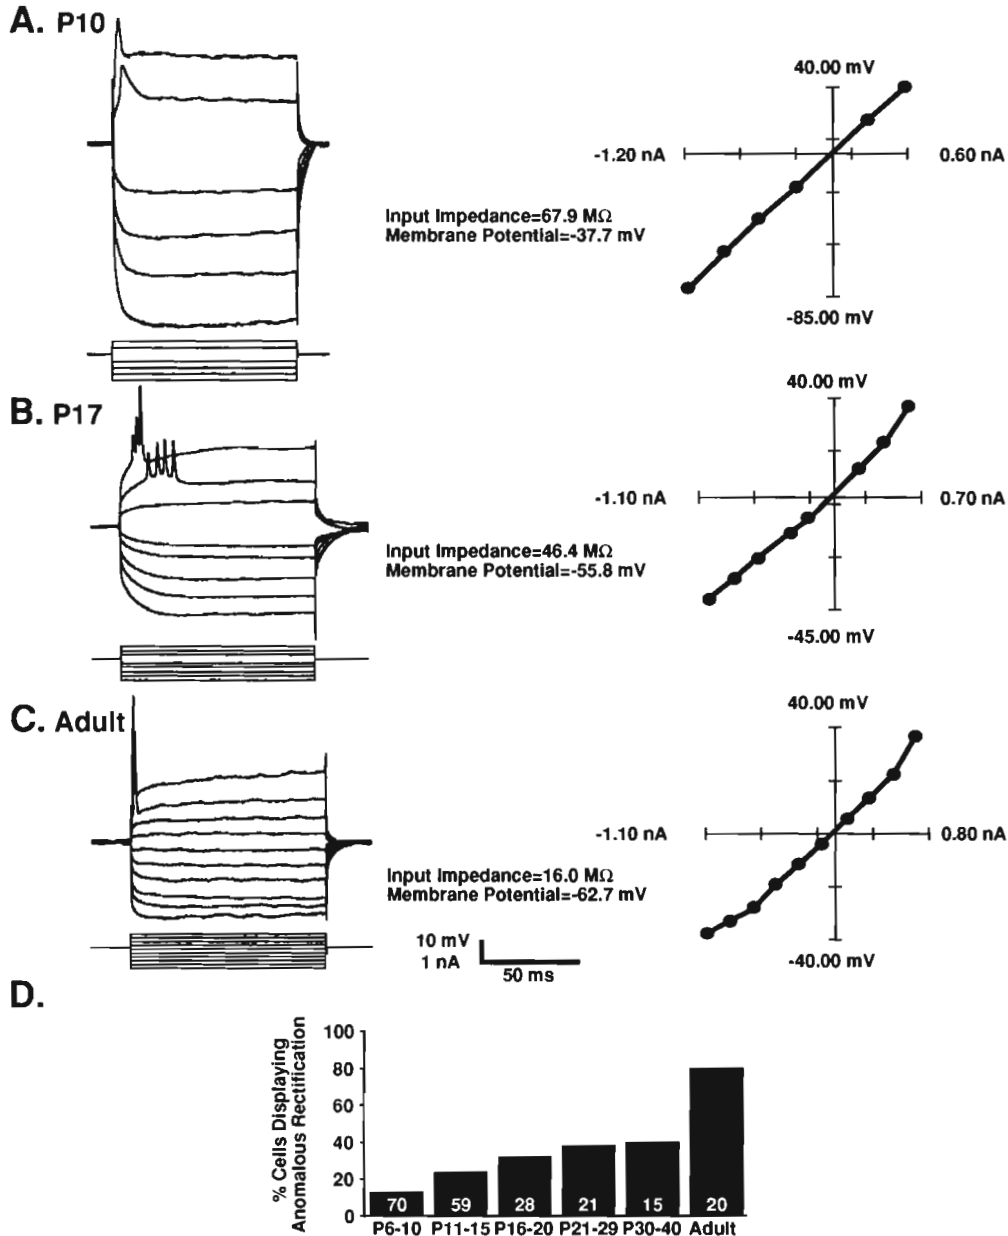 A. P10
40.00 mV
-1.20 nA
0.60 nA
Input Impedance=67.9 MΩ
Membrane Potential=-37.7 mV
-85.00 mV
B. P17
40.00 mV
-1.10 nA
0.70 nA
Input Impedance=46.4 MΩ
Membrane Potential=-55.8 mV
-45.00 mV
C. Adult
40.00 mV
-1.10 nA
0.80 nA
Input Impedance=16.0 MΩ
Membrane Potential=-62.7 mV
10 mV
1 nA
50 ms
-40.00 mV
D.
% Cells Displaying
Anomalous Rectification
100
80
60
40
20
0
70 59 28 21 15 20
P6-10 P11-15 P16-20 P21-29 P30-40 Adult